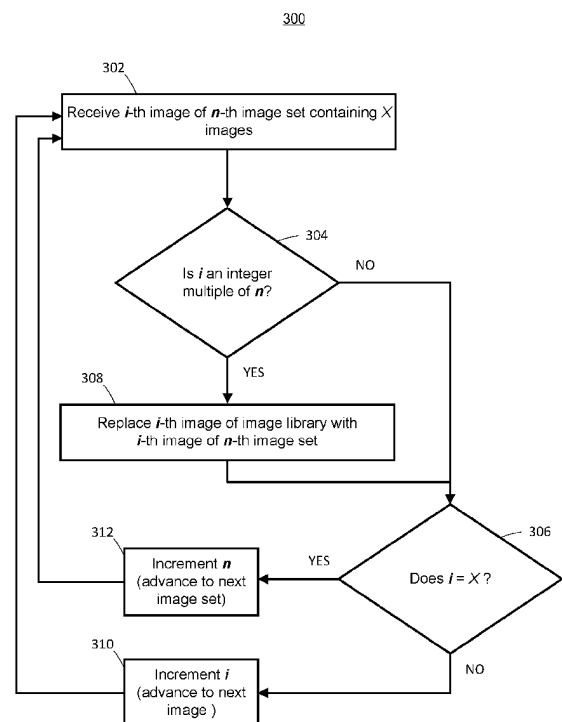 300
302
Receive i-th image of n-th image set containing X
images
304
Is i an integer
multiple of n?
NO
YES
308
Replace i-th image of image library with
i-th image of n-th image set
306
Does i = X ?
YES
312
Increment n
(advance to next
image set)
NO
310
Increment i
(advance to next
image )